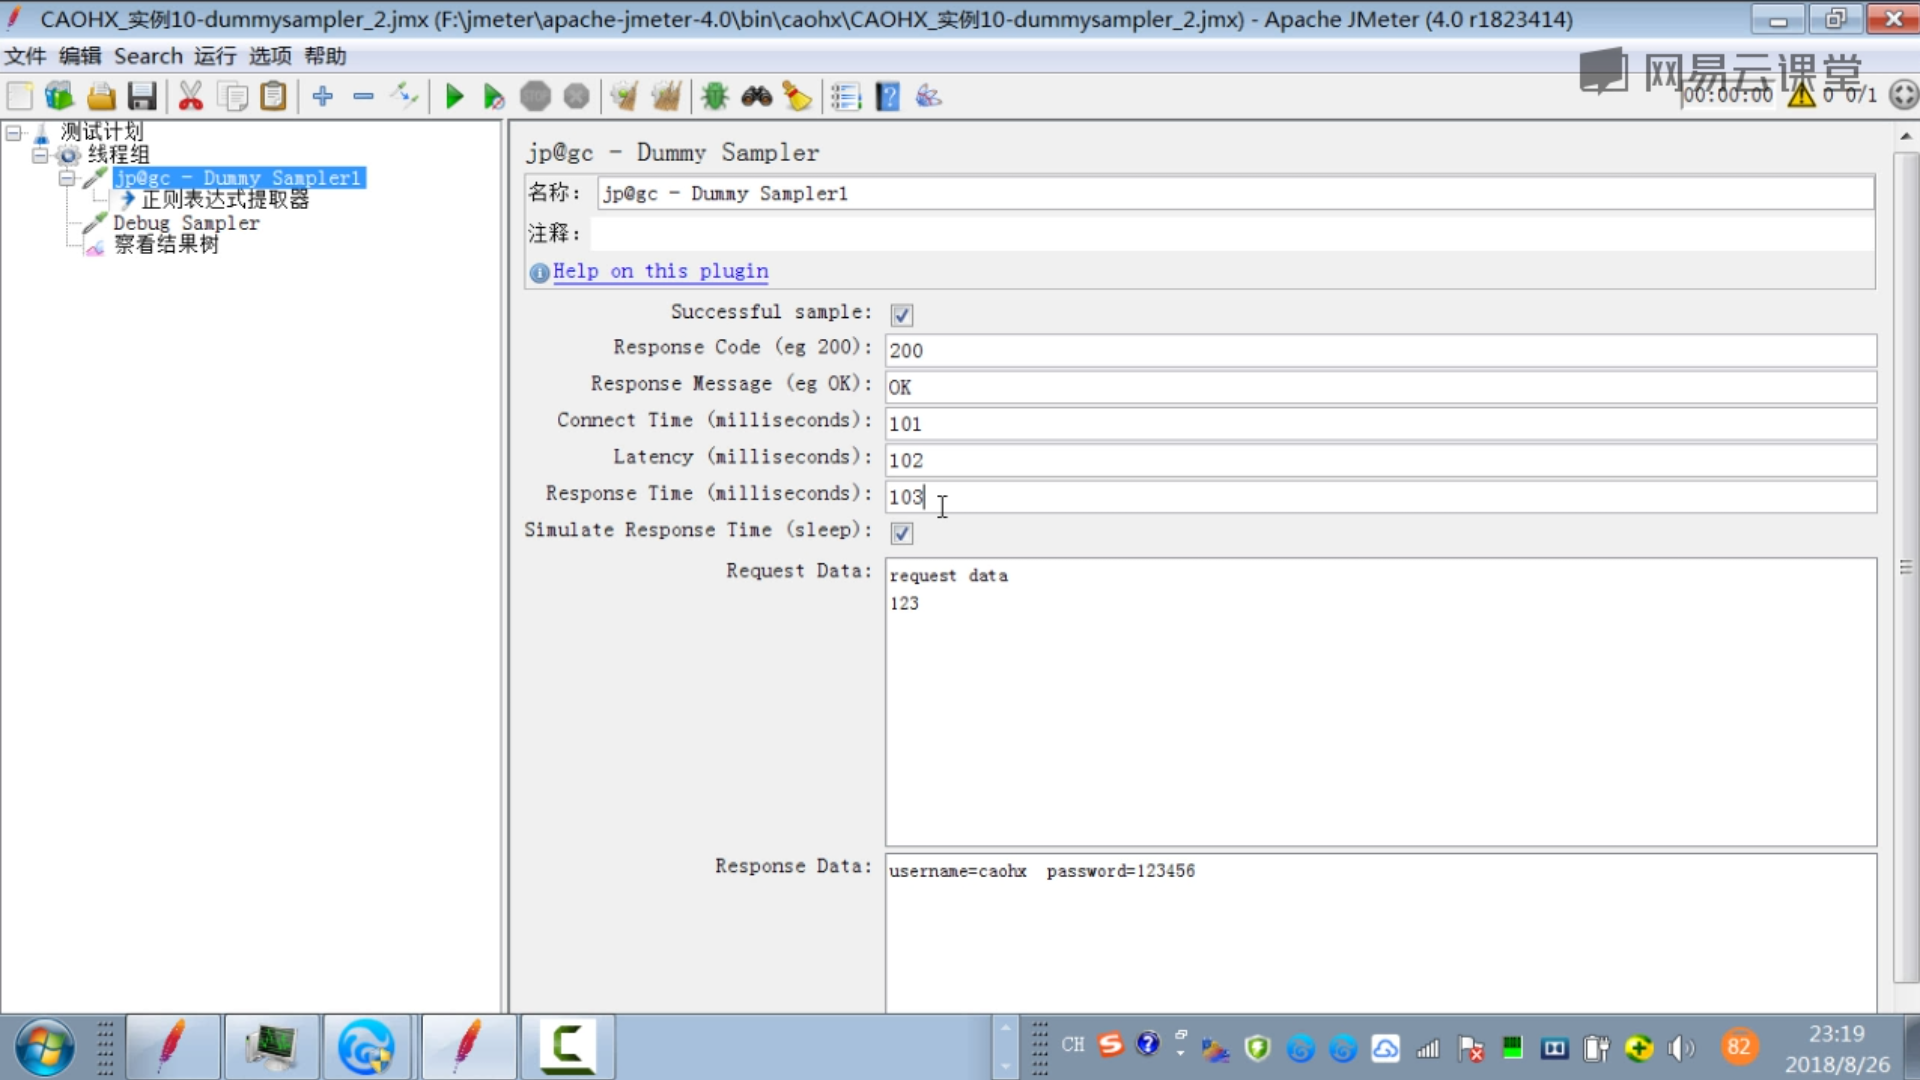 CAOHX_实例10-dummysampler_2.jmx (F:\jmeter\apache-jmeter-4.0\bin\caohx\CAOHX_实例10-dummysampler_2.jmx) - Apache JMeter (4.0 r1823414)
文件 编辑 Search 运行 选项 帮助
网易云课堂
00:00:00 0 0/1
测试计划
线程组
jp@gc - Dummy Sampler1
正则表达式提取器
Debug Sampler
察看结果树
jp@gc - Dummy Sampler
名称: jp@gc - Dummy Sampler1
注释:
Help on this plugin
Successful sample:
Response Code (eg 200): 200
Response Message (eg OK): OK
Connect Time (milliseconds): 101
Latency (milliseconds): 102
Response Time (milliseconds): 103
Simulate Response Time (sleep):
Request Data: request data
123
Response Data: username=caohx  password=123456
CH
82
23:19
2018/8/26